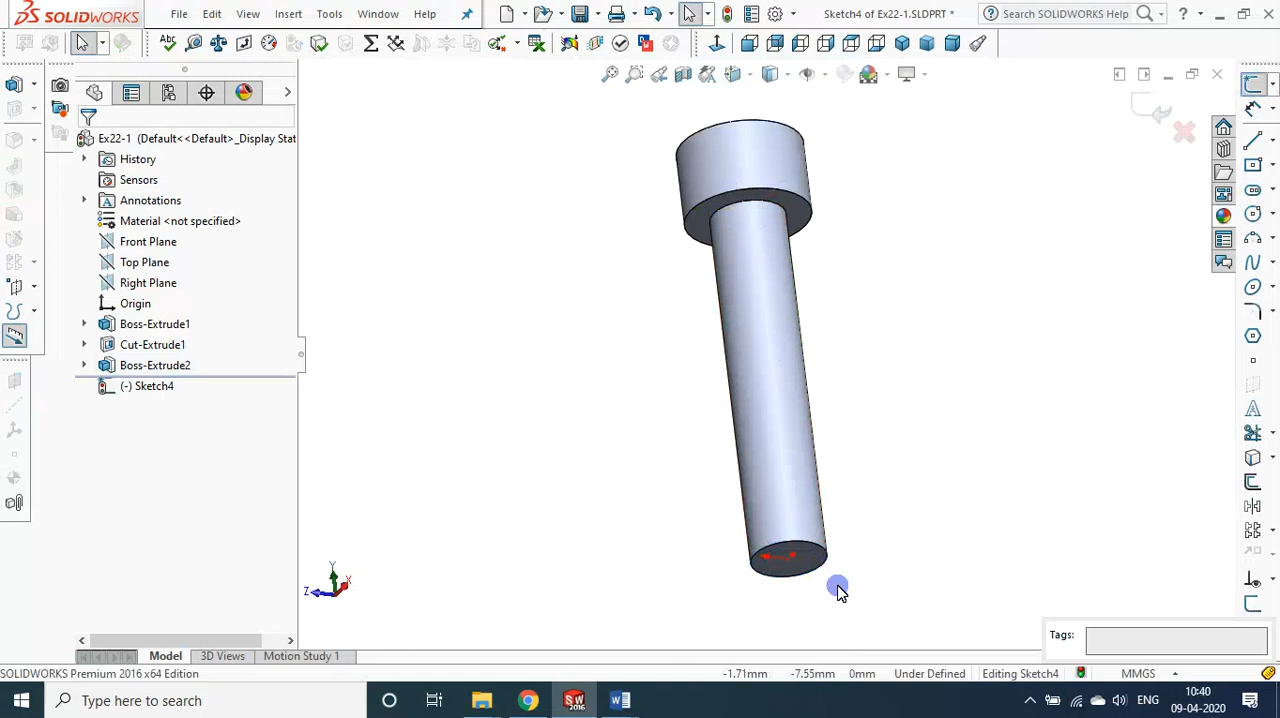 SOLIDWORKS File Edit View Insert Tools Window Help Sketch4 of Ex22-1.SLDPRT * Search SOLIDWORKS Help ?
Abc
Ex22-1 (Default<<Default>_Display Stat
History
Sensors
Annotations
Material <not specified>
Front Plane
Top Plane
Right Plane
Origin
Boss-Extrude1
Cut-Extrude1
Boss-Extrude2
(-) Sketch4
Y
X
Z
Tags:
Model 3D Views Motion Study 1
SOLIDWORKS Premium 2016 x64 Edition -1.71mm -7.55mm 0mm Under Defined Editing Sketch4 MMGS
Type here to search ENG 10:40
09-04-2020